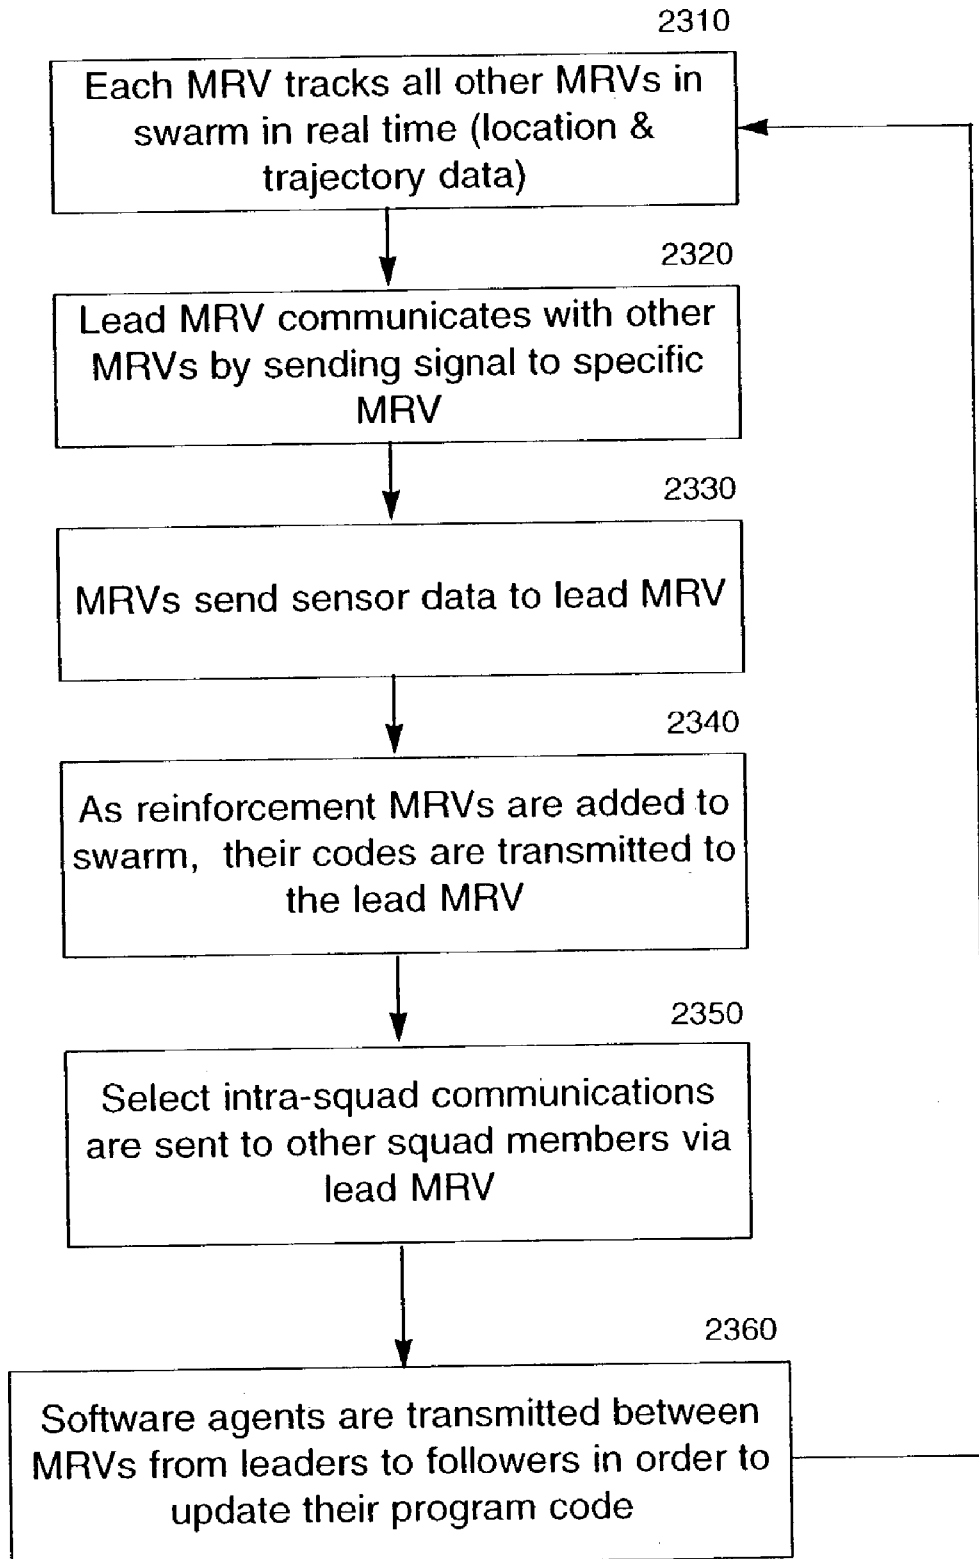 2310
Each MRV tracks all other MRVs in
swarm in real time (location &
trajectory data)
2320
Lead MRV communicates with other
MRVs by sending signal to specific
MRV
2330
MRVs send sensor data to lead MRV
2340
As reinforcement MRVs are added to
swarm, their codes are transmitted to
the lead MRV
2350
Select intra-squad communications
are sent to other squad members via
lead MRV
2360
Software agents are transmitted between
MRVs from leaders to followers in order to
update their program code